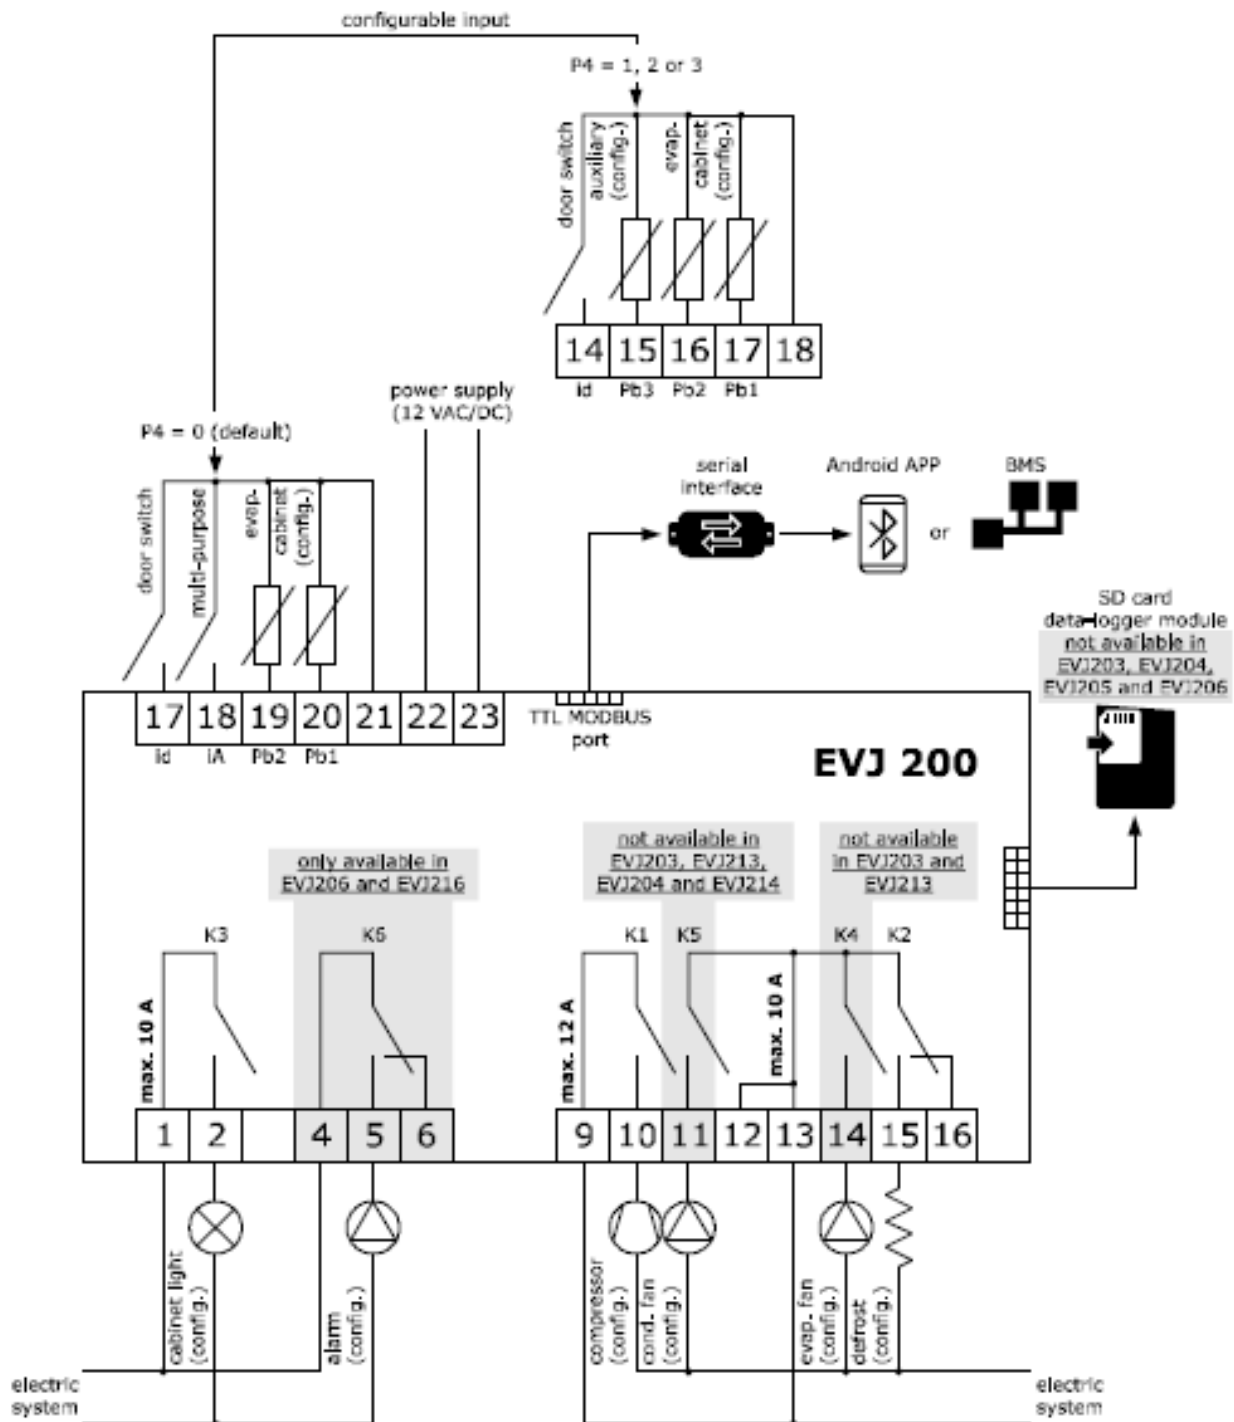 configurable input
P4 = 1, 2 or 3
door switch
auxiliary
(config.)
evap.
cabinet
(config.)
14 15 16 17 18
id Pb3 Pb2 Pb1
power supply
(12 VAC/DC)
P4 = 0 (default)
door switch
multi-purpose
evap.
cabinet
(config.)
serial
interface
Android APP
or
BMS
SD card
data-logger module
not available in
EVJ203, EVJ204,
EVJ205 and EVJ206
17 18 19 20 21 22 23
id iA Pb2 Pb1
TTL MODBUS
port
EVJ 200
only available in
EVJ206 and EVJ216
not available in
EVJ203, EVJ213,
EVJ204 and EVJ214
not available
in EVJ203 and
EVJ213
K3 K6 K1 K5 K4 K2
max. 10 A
max. 12 A
max. 10 A
1 2 4 5 6 9 10 11 12 13 14 15 16
cabinet light
(config.)
alarm
(config.)
compressor
(config.)
cond. fan
(config.)
evap. fan
(config.)
defrost
(config.)
electric
system
electric
system